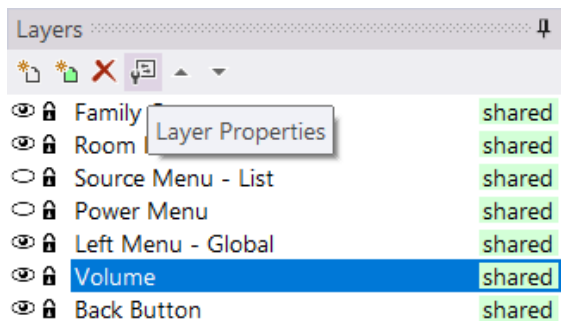 Layers
Family
shared
Layer Properties
Room
shared
Source Menu - List
shared
Power Menu
shared
Left Menu - Global
shared
Volume
shared
Back Button
shared